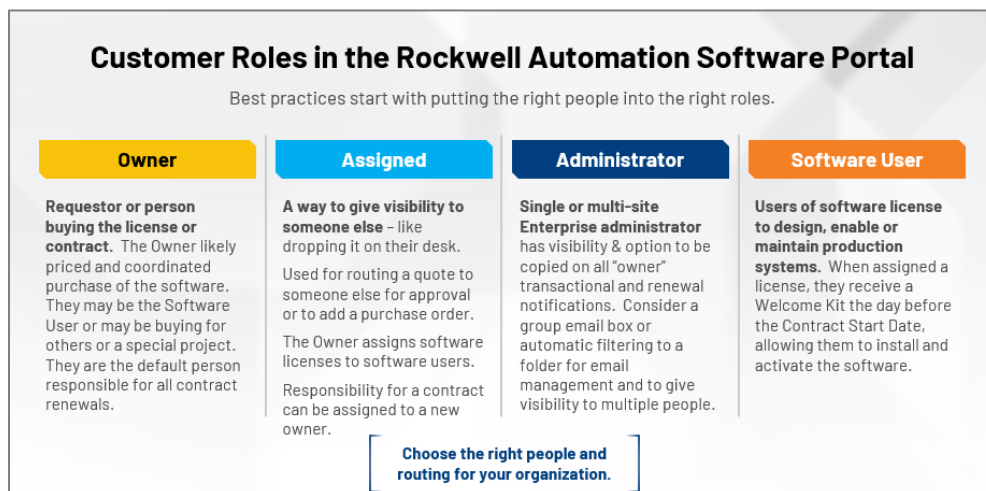 Customer Roles in the Rockwell Automation Software Portal
Best practices start with putting the right people into the right roles.
Owner
Requestor or person
buying the license or
contract. The Owner likely
priced and coordinated
purchase of the software.
They may be the Software
User or may be buying for
others or a special project.
They are the default person
responsible for all contract
renewals.
Assigned
A way to give visibility to
someone else – like
dropping it on their desk.
Used for routing a quote to
someone else for approval
or to add a purchase order.
The Owner assigns software
licenses to software users.
Responsibility for a contract
can be assigned to a new
owner.
Administrator
Single or multi-site
Enterprise administrator
has visibility & option to be
copied on all “owner”
transactional and renewal
notifications. Consider a
group email box or
automatic filtering to a
folder for email
management and to give
visibility to multiple people.
Software User
Users of software license
to design, enable or
maintain production
systems. When assigned a
license, they receive a
Welcome Kit the day before
the Contract Start Date,
allowing them to install and
activate the software.
Choose the right people and
routing for your organization.